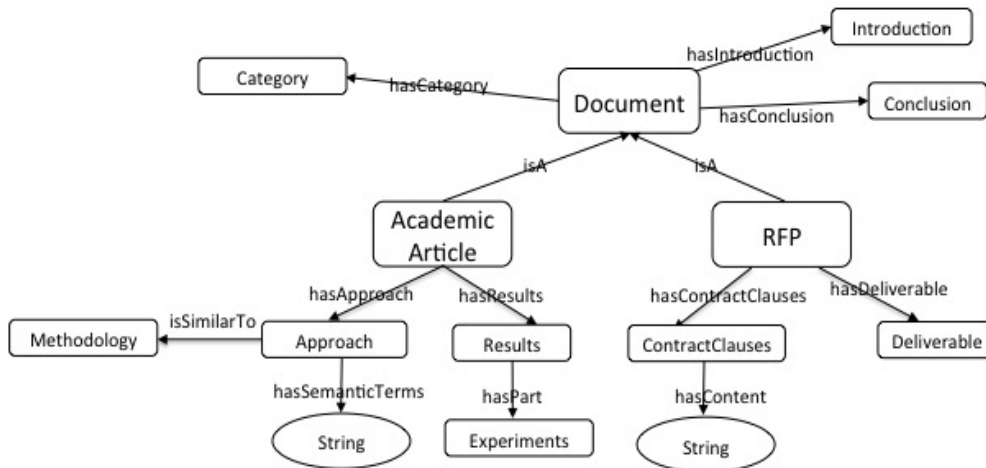 Introduction
hasIntroduction
Category
hasCategory
Document
Conclusion
hasConclusion
isA
isA
Academic
Article
RFP
hasApproach
hasResults
hasContractClauses
hasDeliverable
isSimilarTo
Methodology
Approach
Results
ContractClauses
Deliverable
hasSemanticTerms
hasPart
hasContent
String
Experiments
String